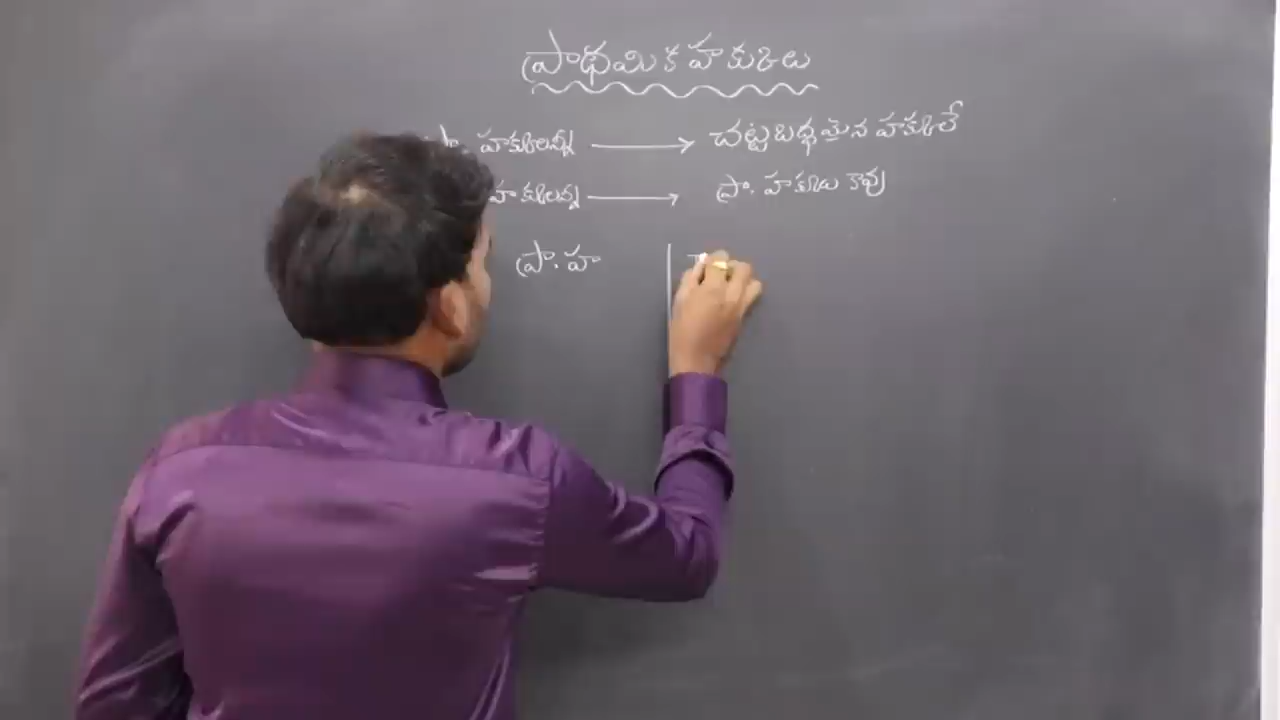 ప్రాథమిక హక్కులు
ప్రా. హక్కులన్నీ → చట్టబద్ధమైన హక్కులే
హక్కులన్నీ → ప్రా. హక్కులు కావు
ప్రా. హ